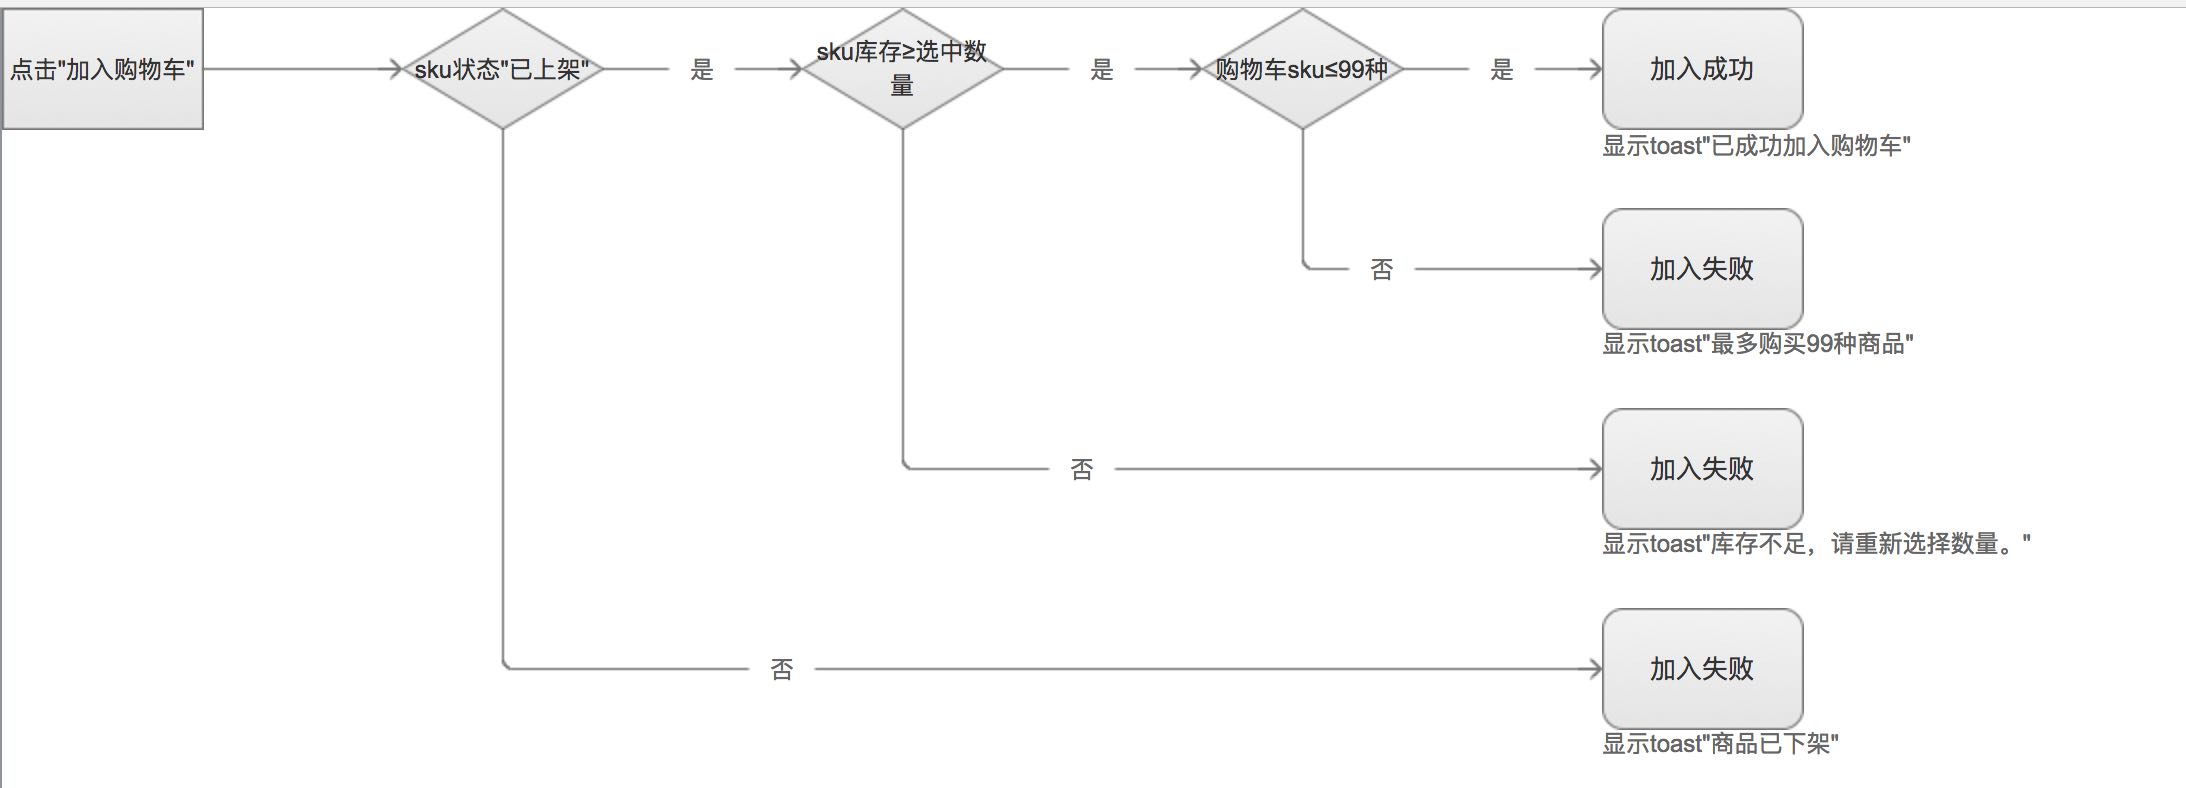 点击"加入购物车"
sku状态"已上架"
是
sku库存≥选中数
量
是
购物车sku≤99种
是
加入成功
显示toast"已成功加入购物车"
否
加入失败
显示toast"最多购买99种商品"
否
加入失败
显示toast"库存不足，请重新选择数量。"
否
加入失败
显示toast"商品已下架"